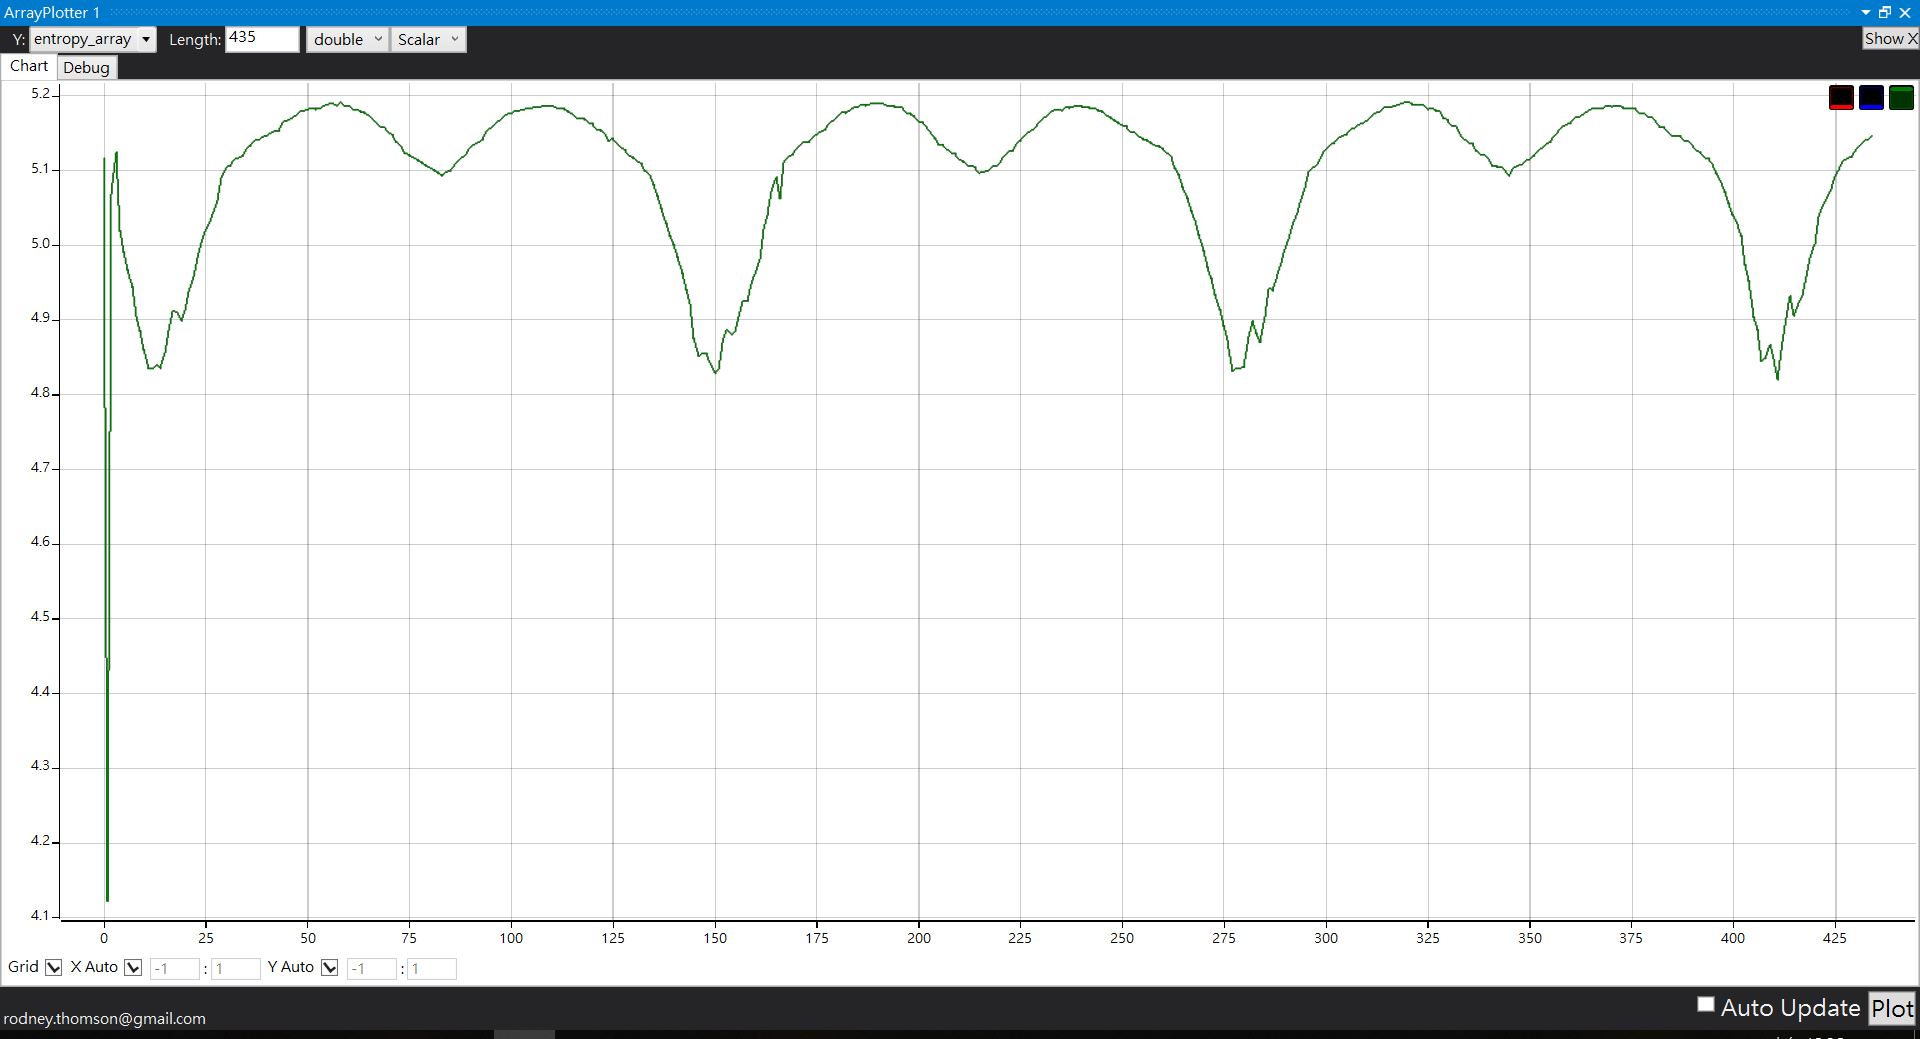 ArrayPlotter 1
Y: entropy_array Length: 435 double Scalar Show X
Chart Debug
5.2
5.1
5.0
4.9
4.8
4.7
4.6
4.5
4.4
4.3
4.2
4.1
0 25 50 75 100 125 150 175 200 225 250 275 300 325 350 375 400 425
Grid X Auto -1 : 1 Y Auto -1 : 1
Auto Update Plot
rodney.thomson@gmail.com